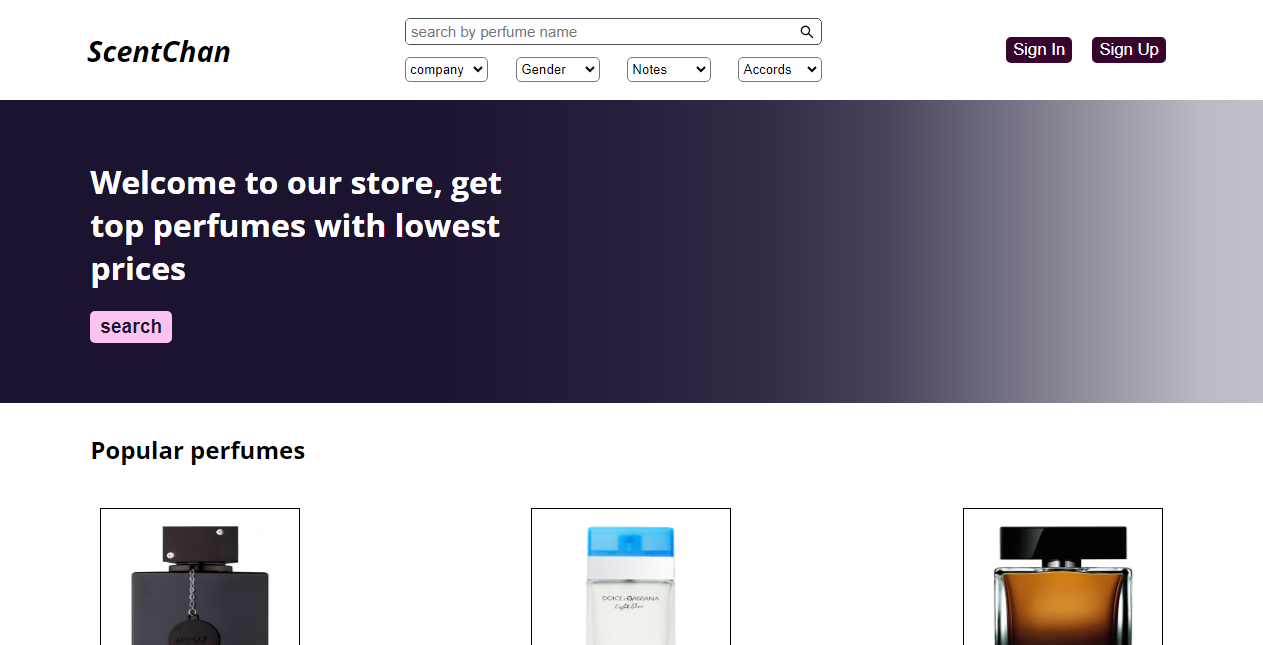 ScentChan
search by perfume name
company
Gender
Notes
Accords
Sign In
Sign Up
Welcome to our store, get
top perfumes with lowest
prices
search
Popular perfumes
DOLCE & GABBANA
light blue